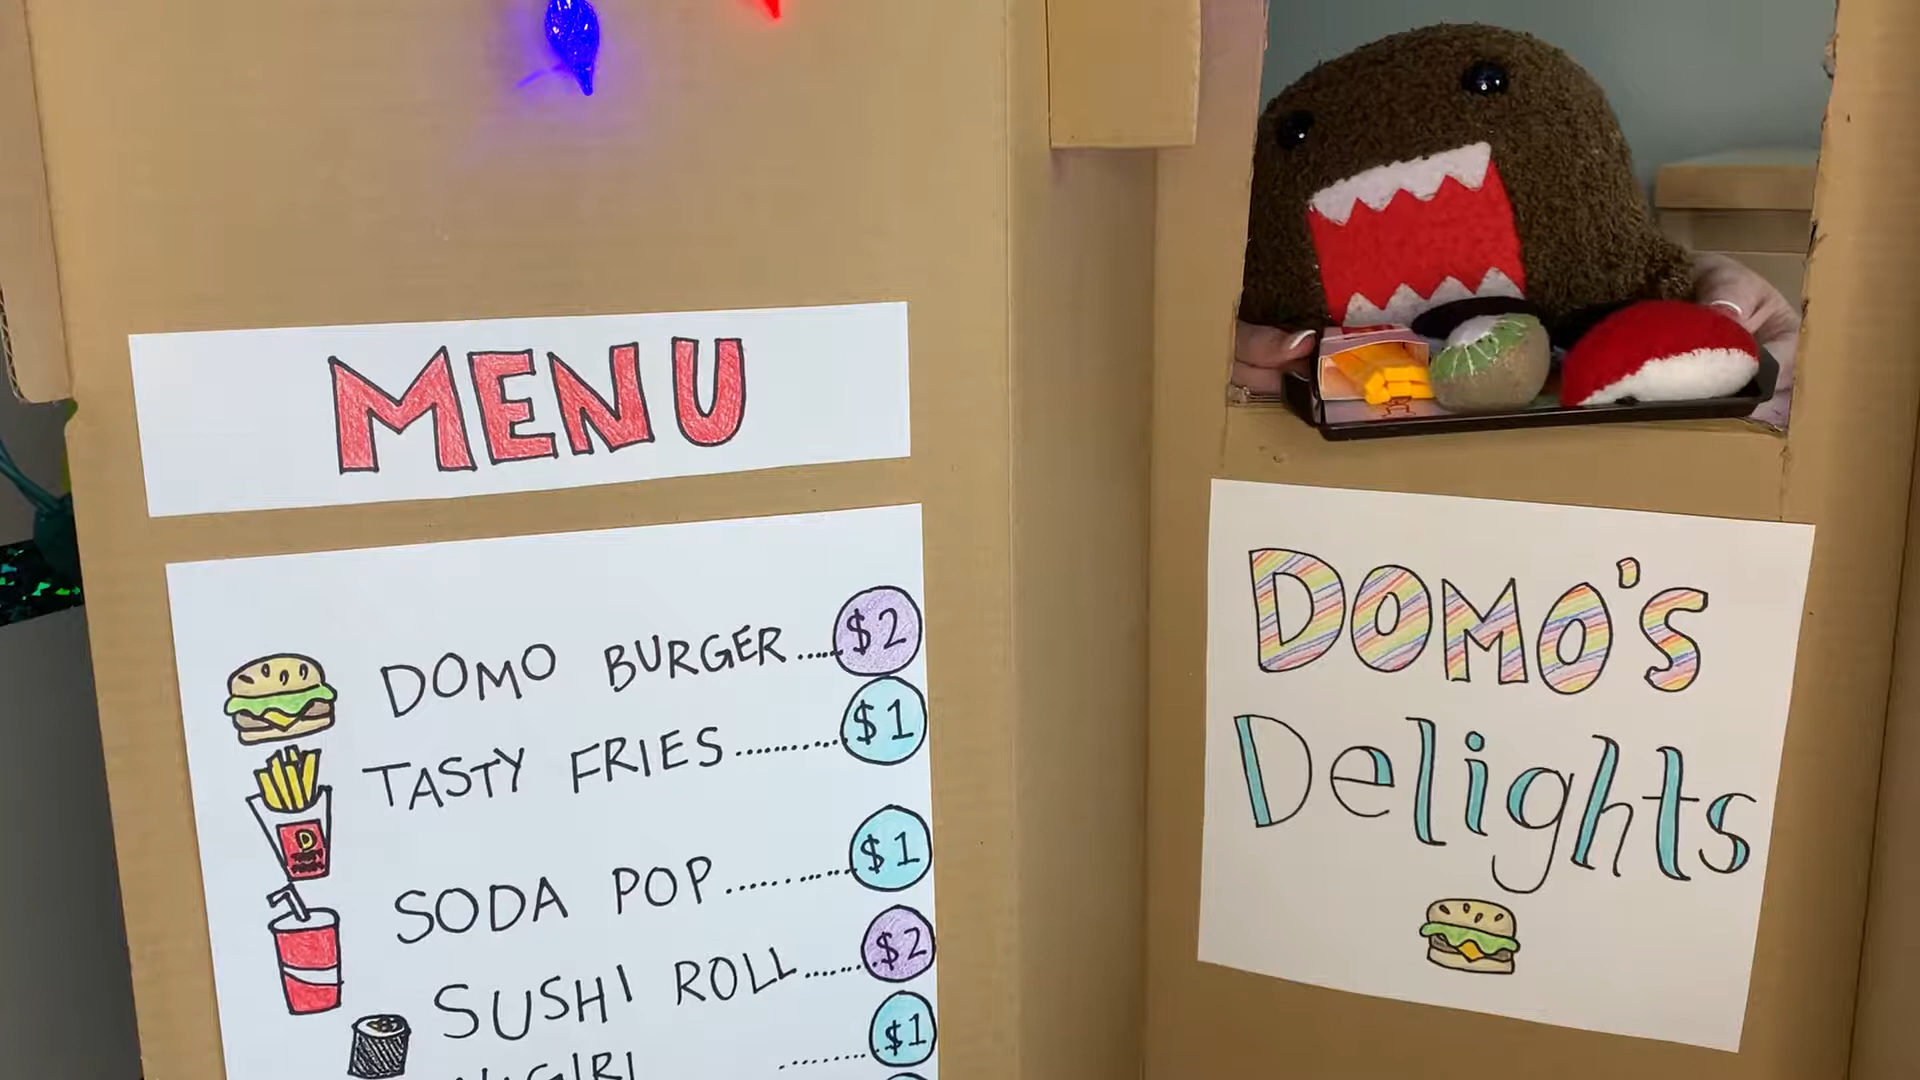 MENU
DOMO BURGER.....$2
TASTY FRIES...........$1
SODA POP...........$1
SUSHI ROLL.......$2
.........$1
DOMO'S
Delights
D